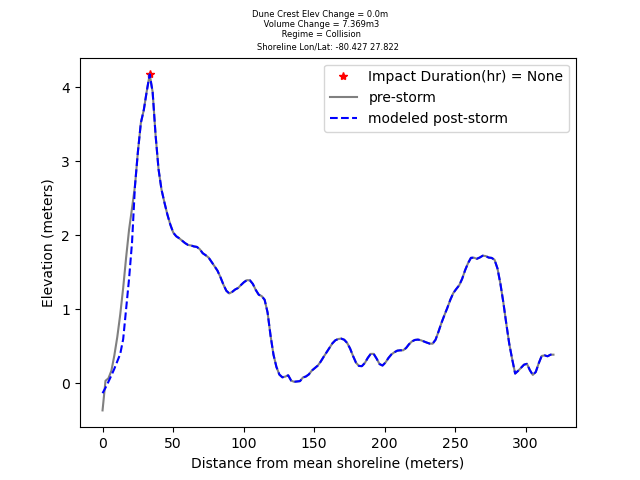 Dune Crest Elev Change = 0.0m
Volume Change = 7.369m3
Regime = Collision
Shoreline Lon/Lat: -80.427 27.822
Impact Duration(hr) = None
pre-storm
modeled post-storm
Elevation (meters)
4
3
2
1
0
0 50 100 150 200 250 300
Distance from mean shoreline (meters)